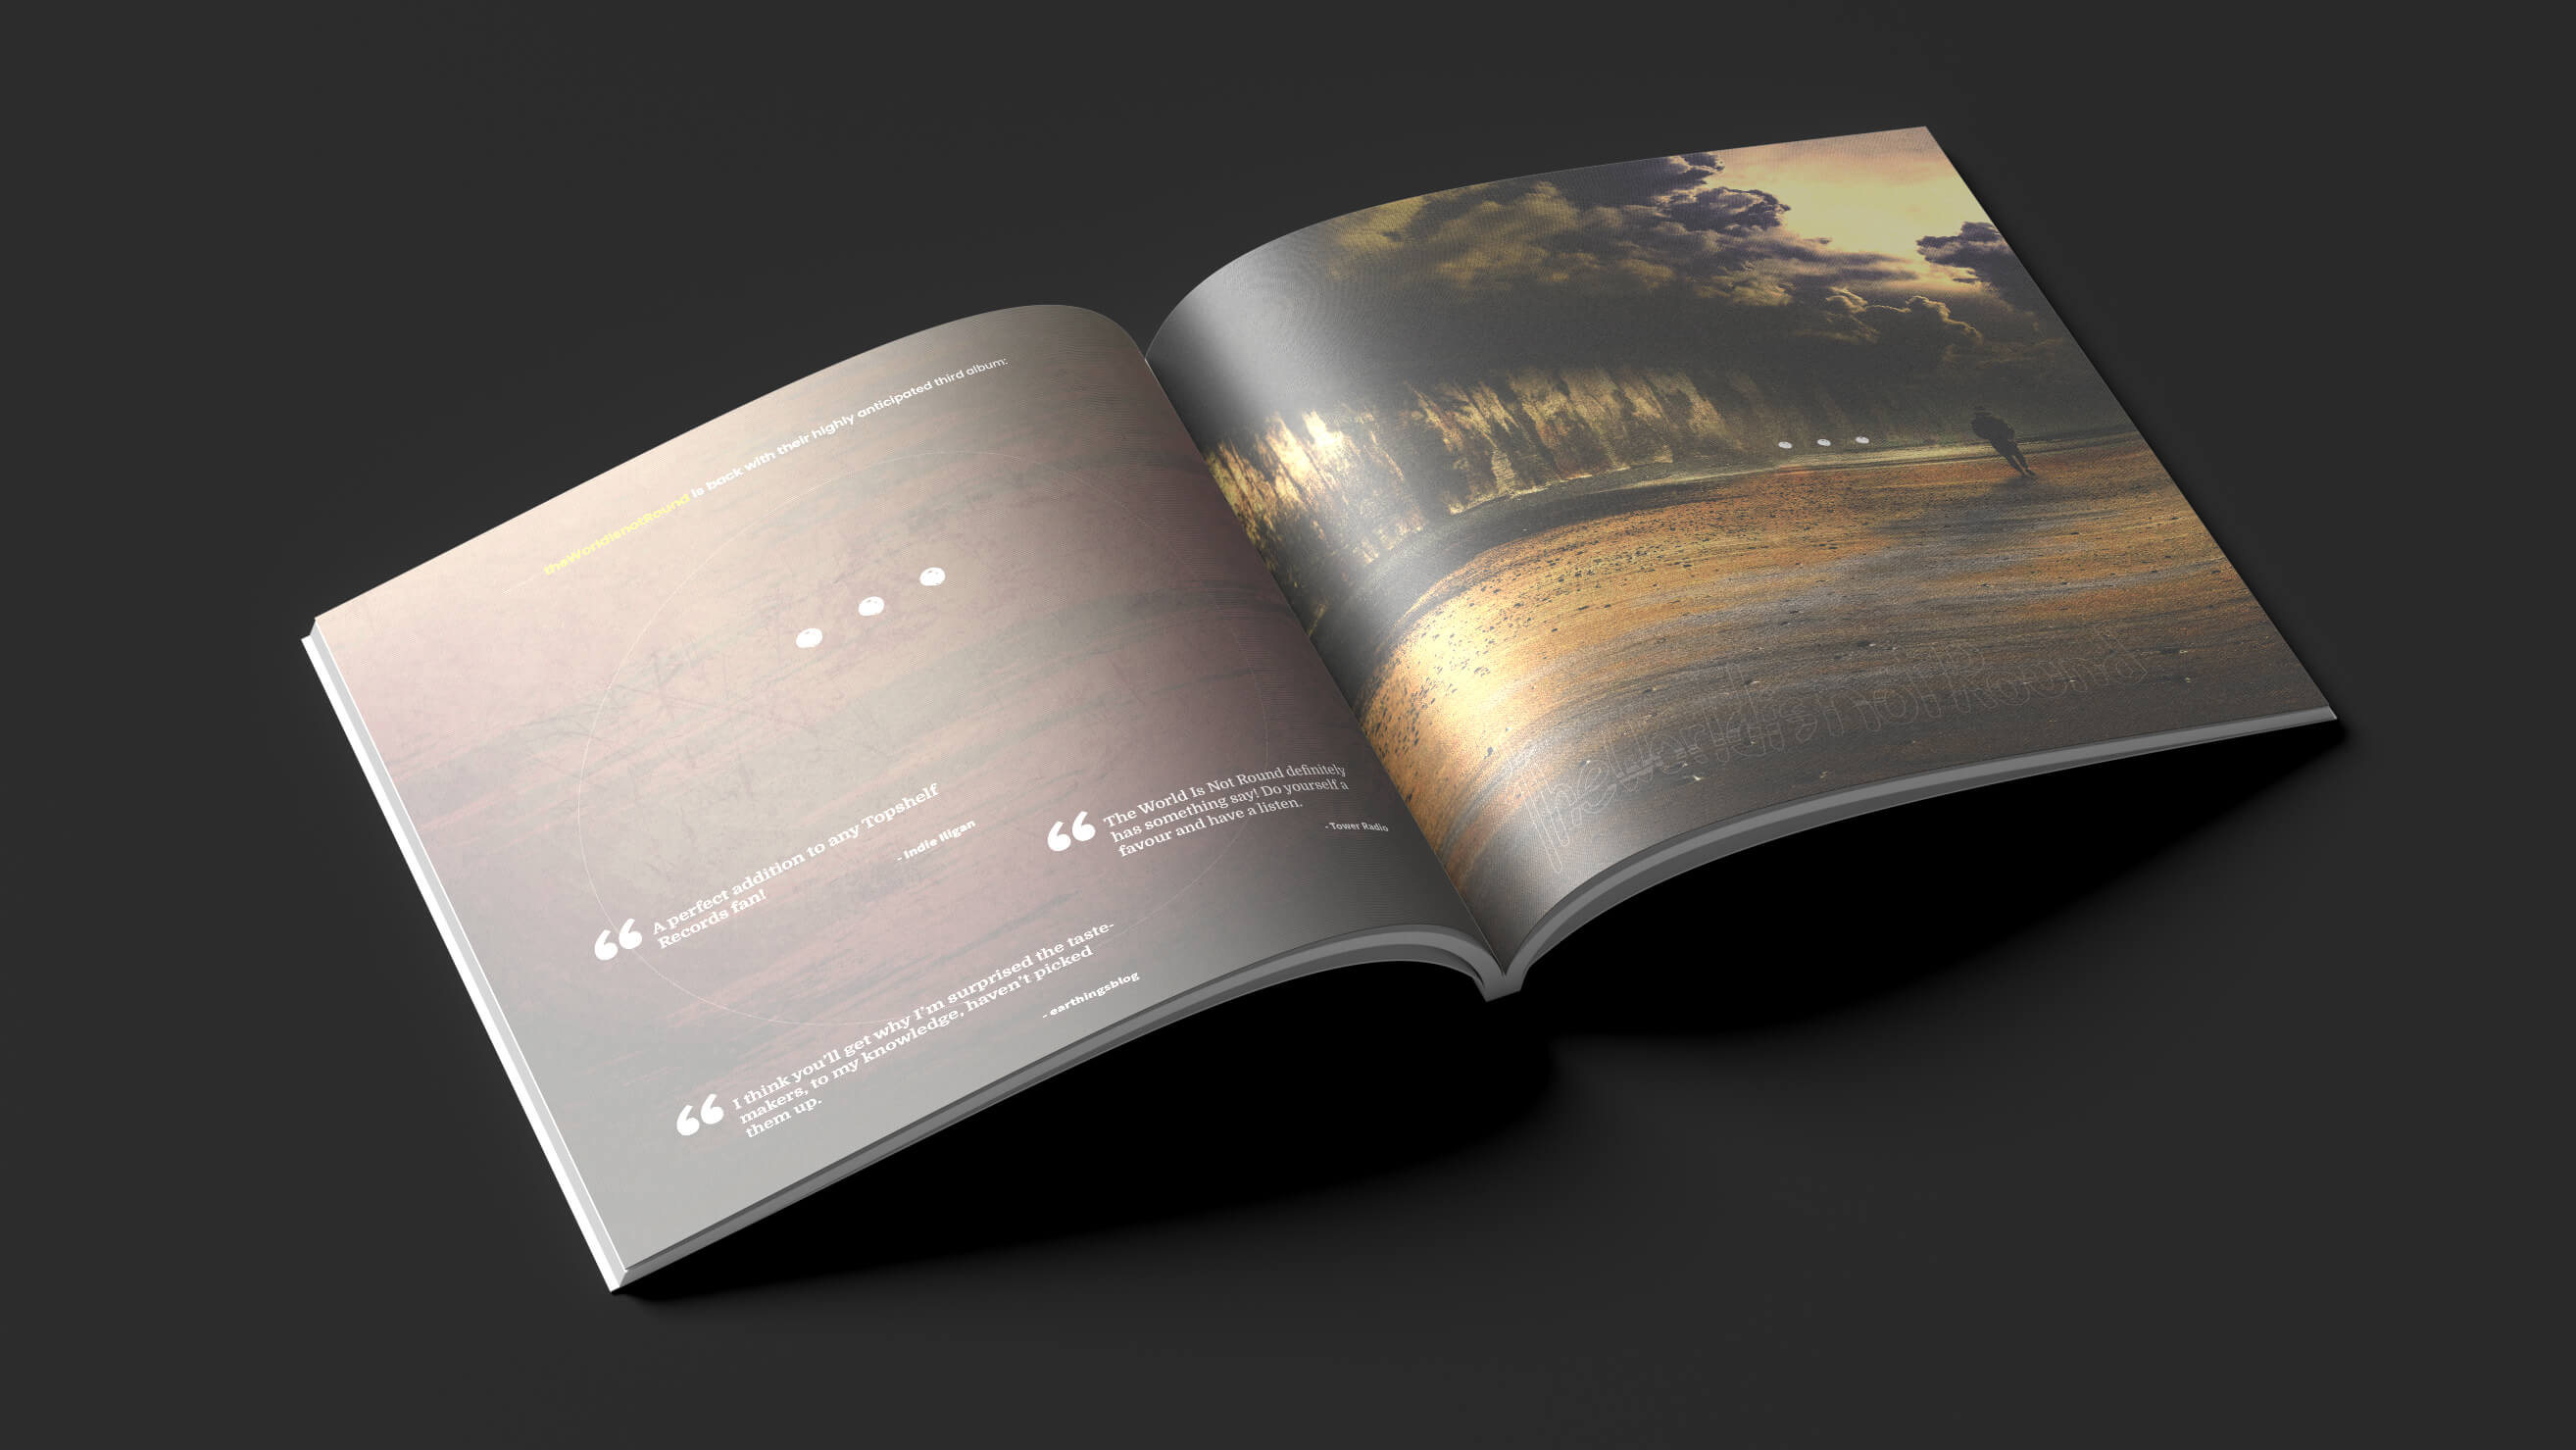 theWorldIsnotRound is back with their highly anticipated third album:
“ A perfect addition to any Topshelf
Records fan!
- Indie Iligan
“ The World Is Not Round definitely
has something say! Do yourself a
favour and have a listen.
- Tower Radio
“ I think you'll get why I'm surprised the taste-
makers, to my knowledge, haven't picked
them up.
- earthingsblog
TheWorldIsnotRound